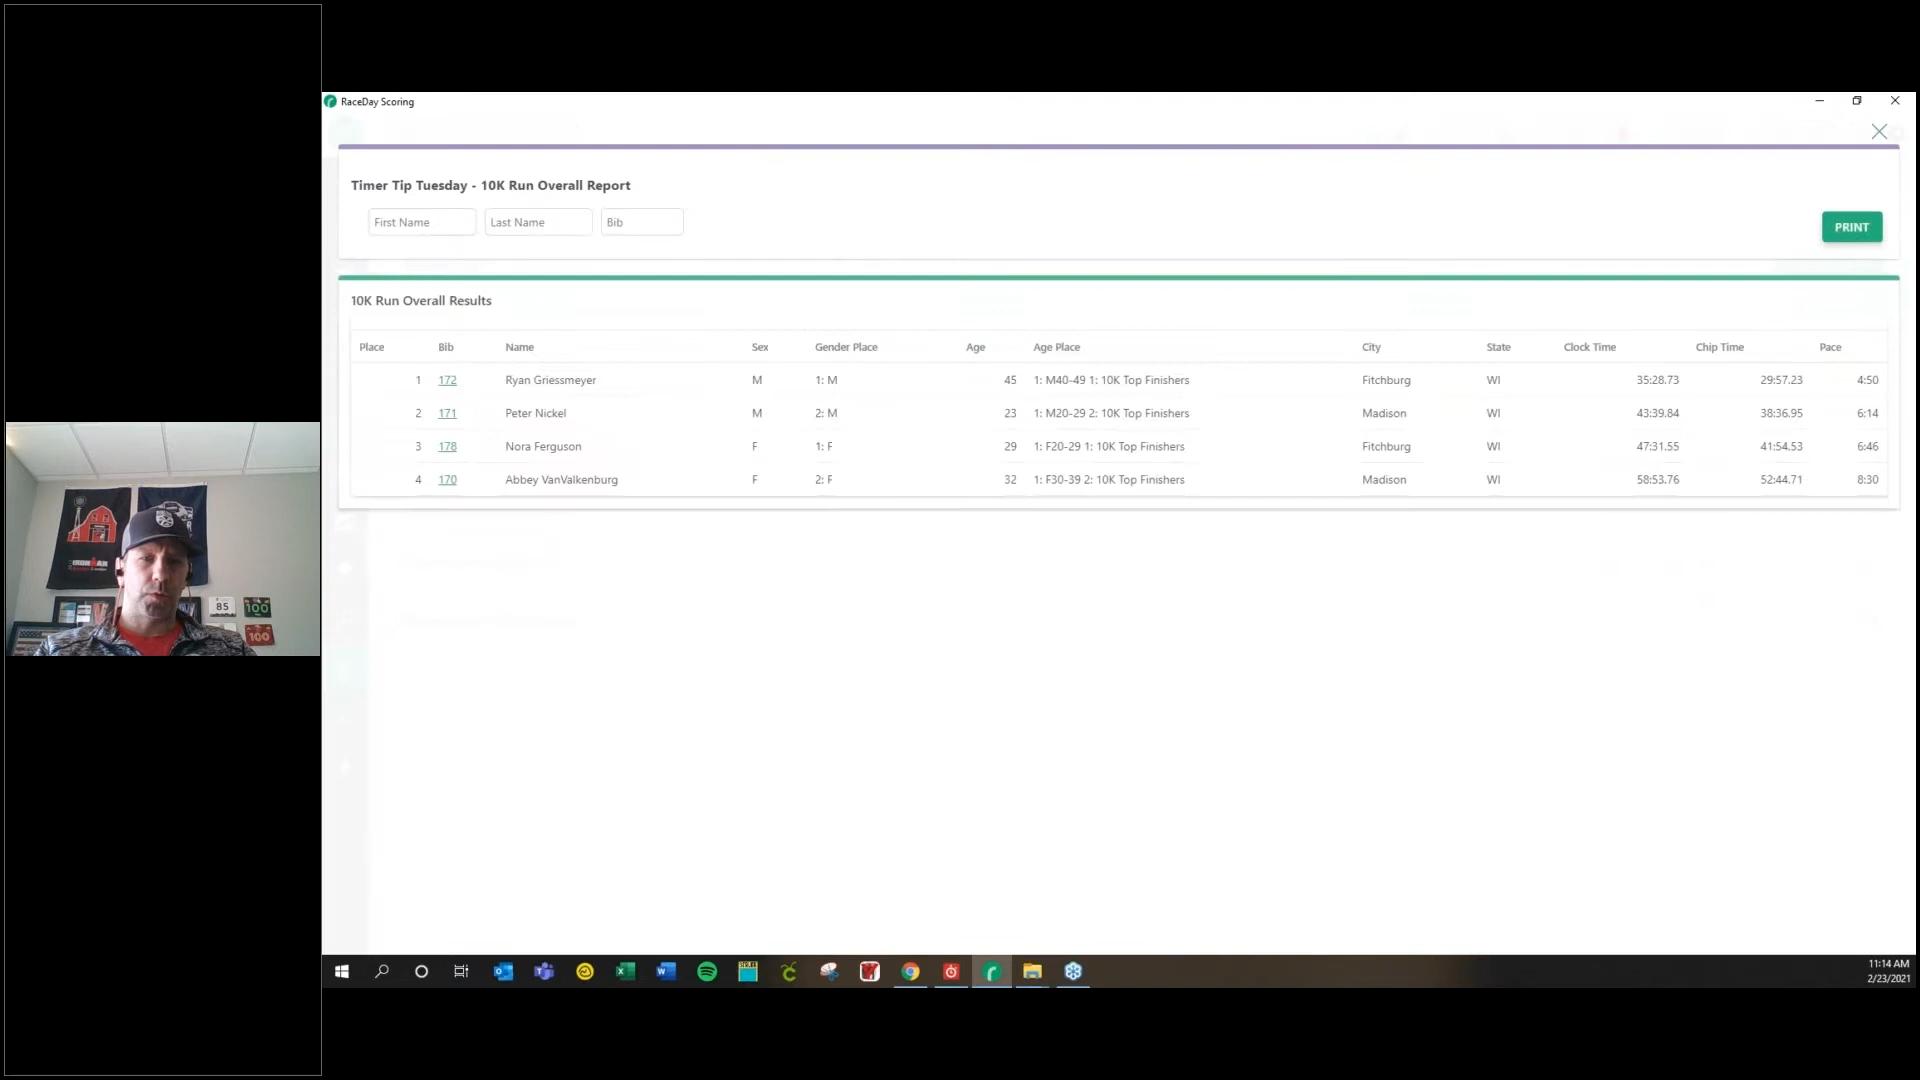 RaceDay Scoring
Timer Tip Tuesday - 10K Run Overall Report
First Name Last Name Bib
PRINT
10K Run Overall Results
Place Bib Name Sex Gender Place Age Age Place City State Clock Time Chip Time Pace
1 172 Ryan Griessmeyer M 1: M 45 1: M40-49 1: 10K Top Finishers Fitchburg WI 35:28.73 29:57.23 4:50
2 171 Peter Nickel M 2: M 23 1: M20-29 2: 10K Top Finishers Madison WI 43:39.84 38:36.95 6:14
3 178 Nora Ferguson F 1: F 29 1: F20-29 1: 10K Top Finishers Fitchburg WI 47:31.55 41:54.53 6:46
4 170 Abbey VanValkenburg F 2: F 32 1: F30-39 2: 10K Top Finishers Madison WI 58:53.76 52:44.71 8:30
IRONMAN
85 100
100
11:14 AM
2/23/2021